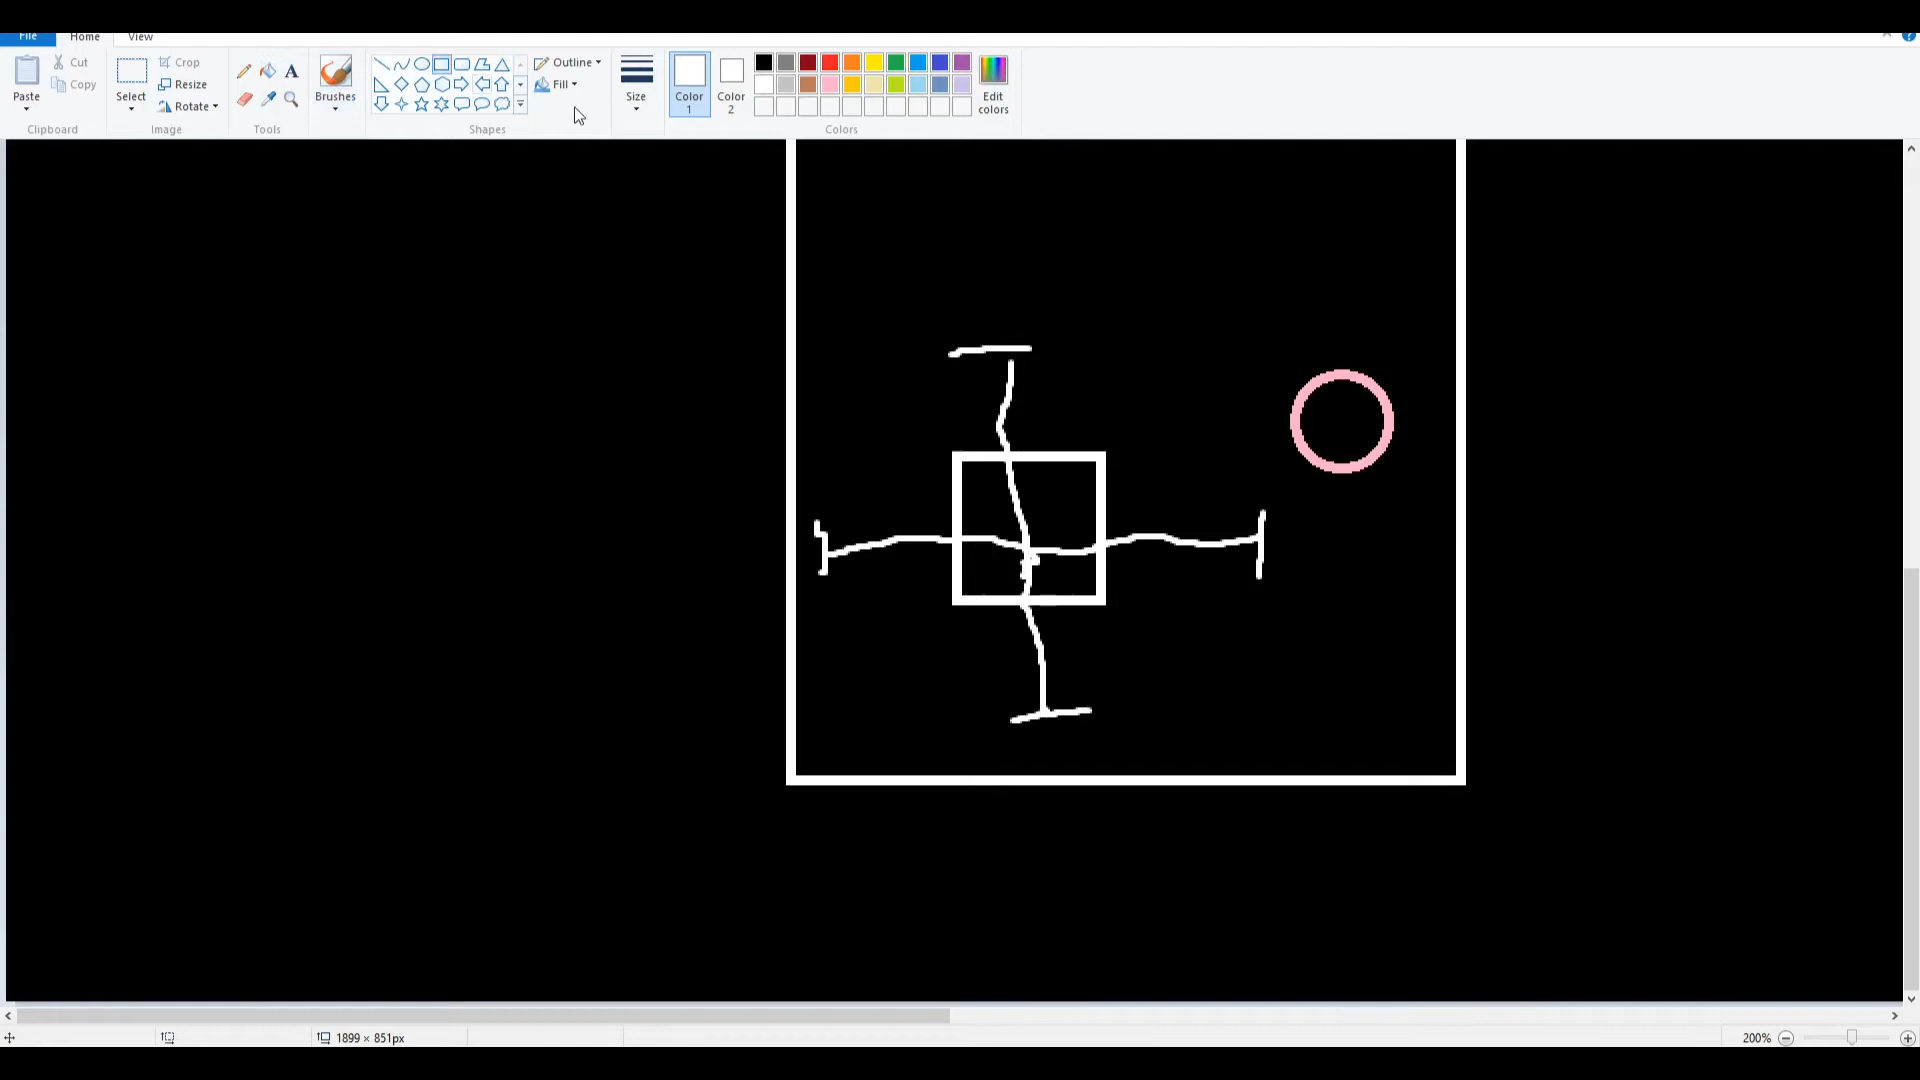 File Home View
Cut
Copy
Paste
Clipboard
Crop
Resize
Rotate
Select
Image
A
Tools
Brushes
Outline
Fill
Shapes
Size
Color 1
Color 2
Edit colors
Colors
1899 × 851px
200%